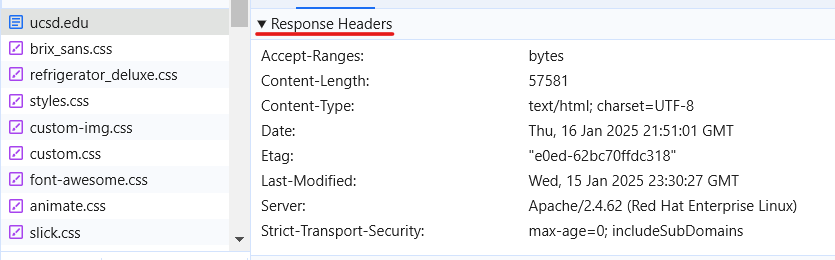 ucsd.edu
brix_sans.css
refrigerator_deluxe.css
styles.css
custom-img.css
custom.css
font-awesome.css
animate.css
slick.css
Response Headers
Accept-Ranges: bytes
Content-Length: 57581
Content-Type: text/html; charset=UTF-8
Date: Thu, 16 Jan 2025 21:51:01 GMT
Etag: "e0ed-62bc70ffdc318"
Last-Modified: Wed, 15 Jan 2025 23:30:27 GMT
Server: Apache/2.4.62 (Red Hat Enterprise Linux)
Strict-Transport-Security: max-age=0; includeSubDomains